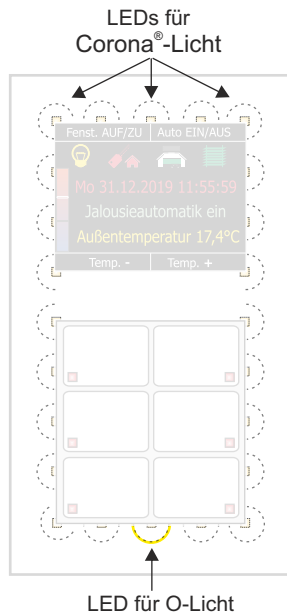 LEDs für
Corona®-Licht
Fenst. AUF/ZU Auto EIN/AUS
Mo 31.12.2019 11:55:59
Jalousieautomatik ein
Außentemperatur 17,4°C
Temp. - Temp. +
LED für O-Licht